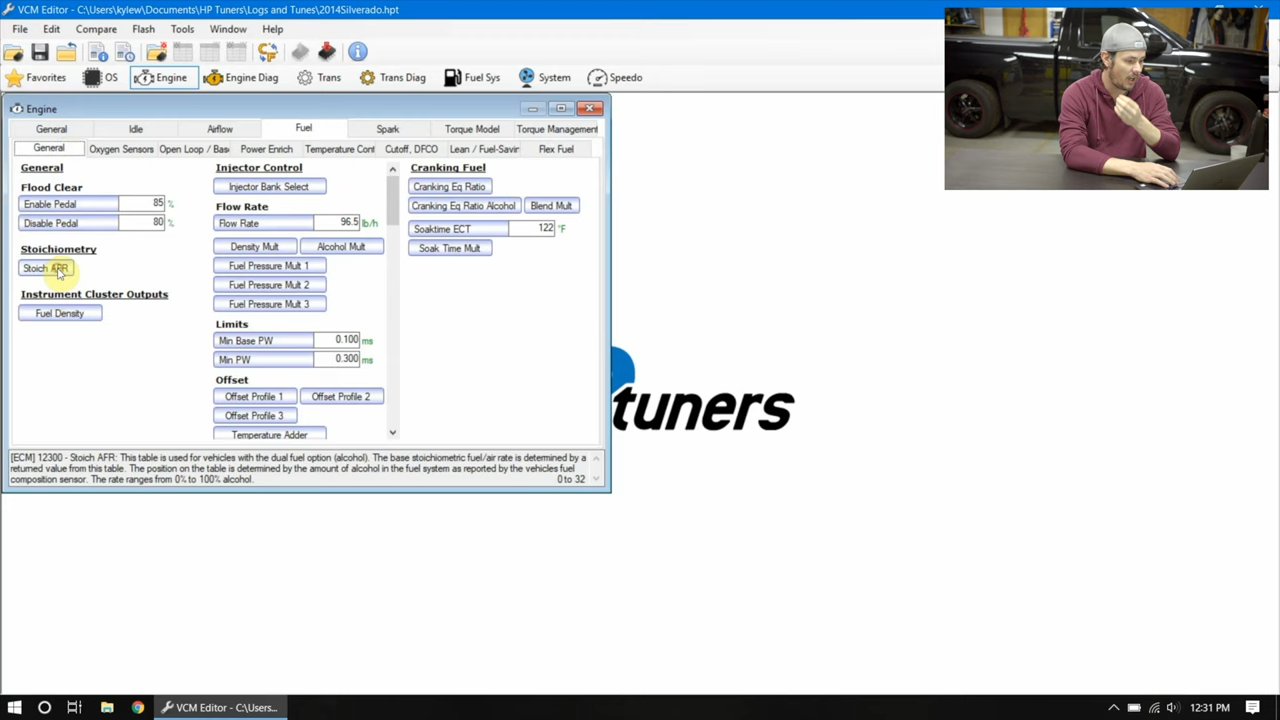 VCM Editor - C:\Users\kylew\Documents\HP Tuners\Logs and Tunes\2014Silverado.hpt
File Edit Compare Flash Tools Window Help
Favorites OS Engine Engine Diag Trans Trans Diag Fuel Sys System Speedo
Engine
General Idle Airflow Fuel Spark Torque Model Torque Management
General Oxygen Sensors Open Loop / Base Power Enrich Temperature Cont Cutoff, DFCO Lean / Fuel-Savin Flex Fuel
General
Flood Clear
Enable Pedal 85 %
Disable Pedal 80 %
Stoichiometry
Stoich AFR
Instrument Cluster Outputs
Fuel Density
Injector Control
Injector Bank Select
Flow Rate
Flow Rate 96.5 lb/h
Density Mult Alcohol Mult
Fuel Pressure Mult 1
Fuel Pressure Mult 2
Fuel Pressure Mult 3
Limits
Min Base PW 0.100 ms
Min PW 0.300 ms
Offset
Offset Profile 1 Offset Profile 2
Offset Profile 3
Temperature Adder
Cranking Fuel
Cranking Eq Ratio
Cranking Eq Ratio Alcohol Blend Mult
Soaktime ECT 122 °F
Soak Time Mult
[ECM] 12300 - Stoich AFR: This table is used for vehicles with the dual fuel option (alcohol). The base stoichiometric fuel/air rate is determined by a
returned value from this table. The position on the table is determined by the amount of alcohol in the fuel system as reported by the vehicles fuel
composition sensor. The rate ranges from 0% to 100% alcohol.
0 to 32
tuners
VCM Editor - C:\Users...
12:31 PM